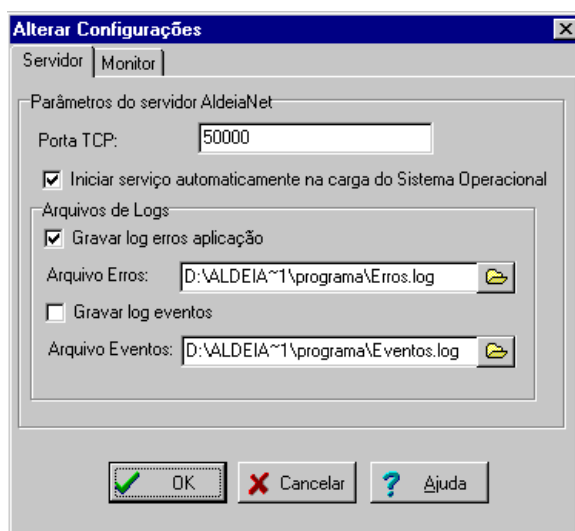 Alterar Configurações
Servidor Monitor
Parâmetros do servidor AldeiaNet
Porta TCP: 50000
Iniciar serviço automaticamente na carga do Sistema Operacional
Arquivos de Logs
Gravar log erros aplicação
Arquivo Erros: D:\ALDEIA~1\programa\Erros.log
Gravar log eventos
Arquivo Eventos: D:\ALDEIA~1\programa\Eventos.log
OK Cancelar Ajuda